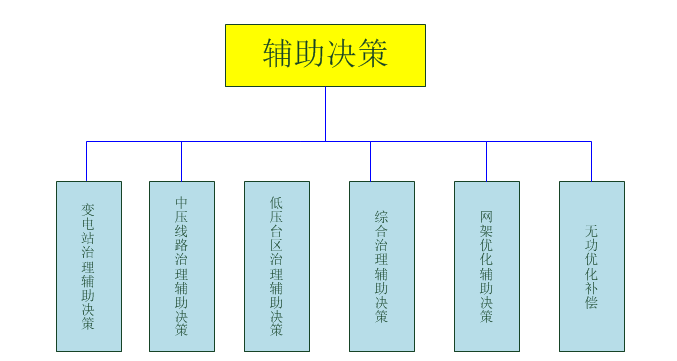 辅助决策
变电站治理辅助决策
中压线路治理辅助决策
低压台区治理辅助决策
综合治理辅助决策
网架优化辅助决策
无功优化补偿